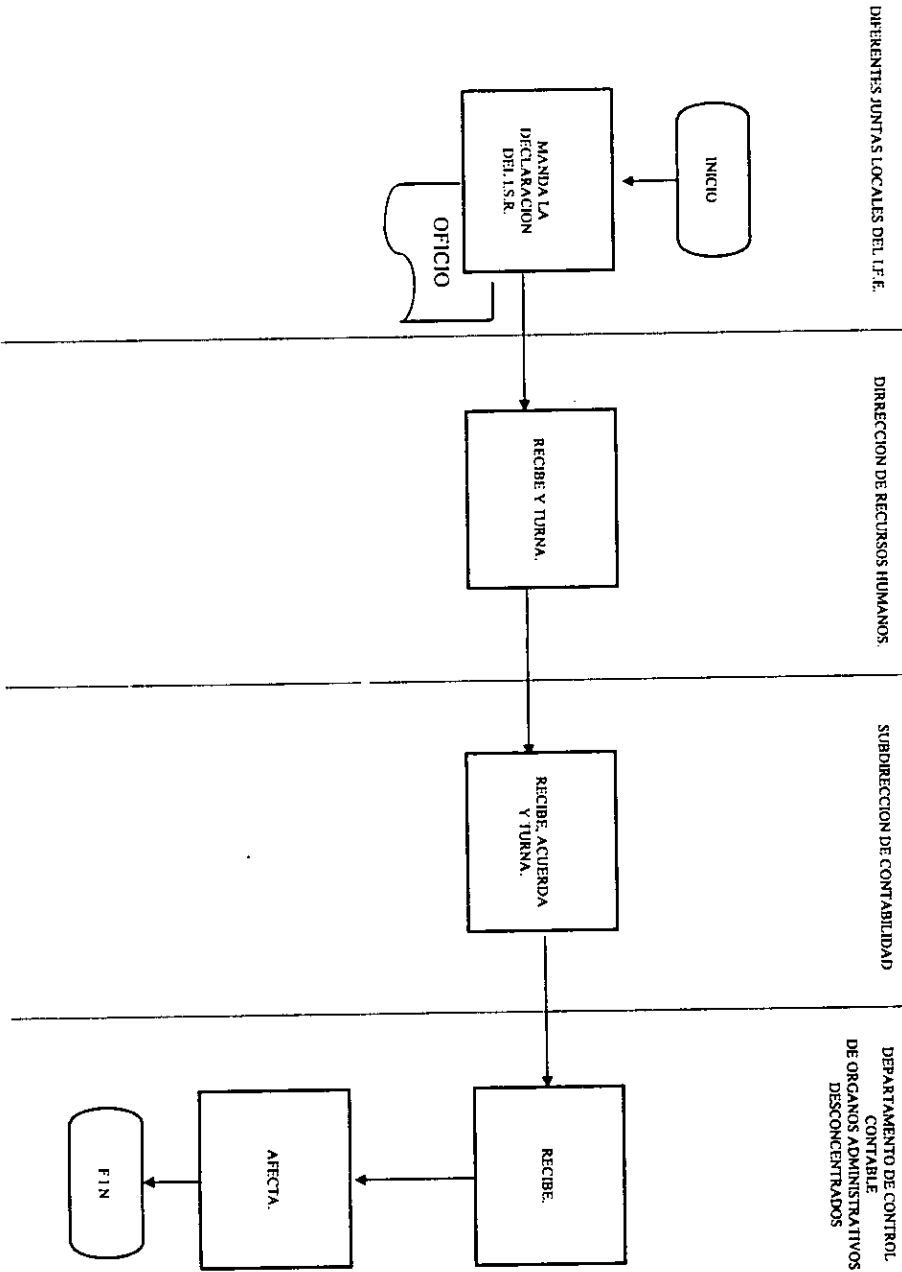 DIFERENTES JUNTAS LOCALES DEL I.F.E.
INICIO
MANDA LA
DECLARACION
DEL I.S.R.
OFICIO
DIRRECCION DE RECURSOS HUMANOS.
RECIBE Y TURNA.
SUBDIRECCION DE CONTABILIDAD
RECIBE, ACUERDA
Y TURNA.
DEPARTAMENTO DE CONTROL
CONTABLE
DE ORGANOS ADMINISTRATIVOS
DESCONCENTRADOS
RECIBE.
AFECTA.
FIN